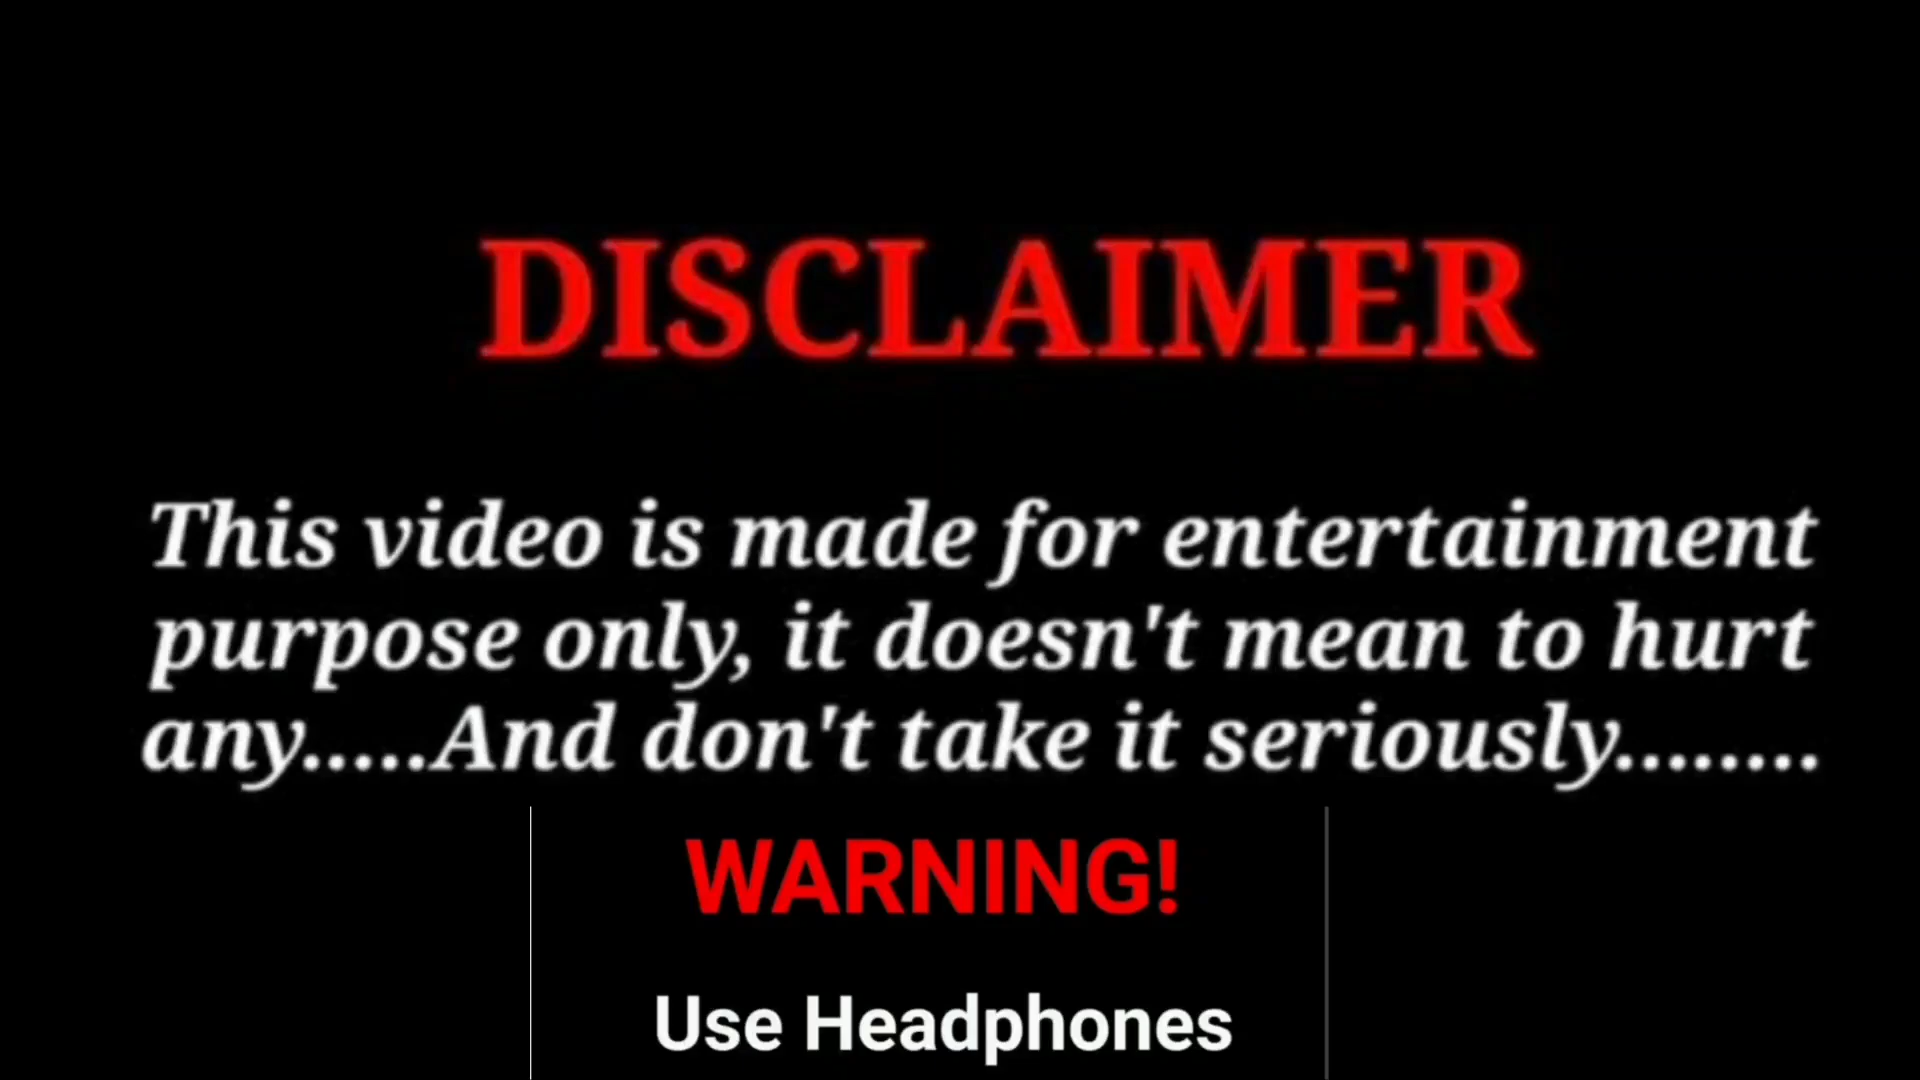 DISCLAIMER
This video is made for entertainment
purpose only, it doesn't mean to hurt
any.....And don't take it seriously........
WARNING!
Use Headphones